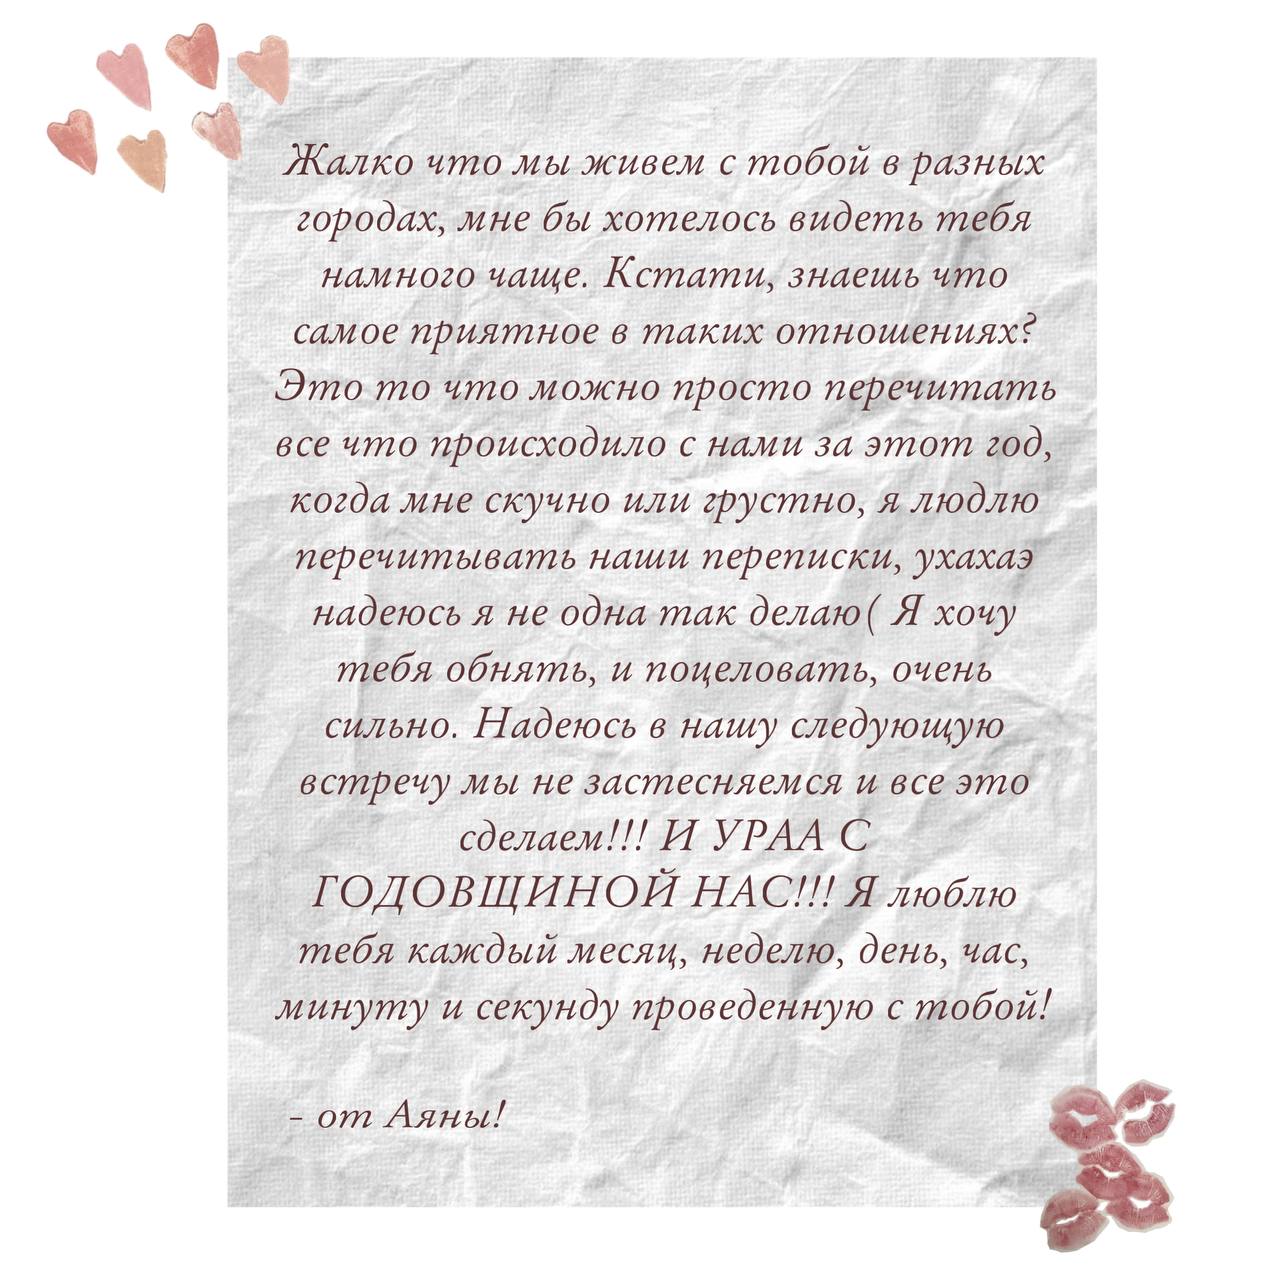 Жалко что мы живем с тобой в разных
городах, мне бы хотелось видеть тебя
намного чаще. Кстати, знаешь что
самое приятное в таких отношениях?
Это то что можно просто перечитать
все что происходило с нами за этот год,
когда мне скучно или грустно, я людлю
перечитывать наши переписки, ухахаэ
надеюсь я не одна так делаю( Я хочу
тебя обнять, и поцеловать, очень
сильно. Надеюсь в нашу следующую
встречу мы не застесняемся и все это
сделаем!!! И УРАА С
ГОДОВЩИНОЙ НАС!!! Я люблю
тебя каждый месяц, неделю, день, час,
минуту и секунду проведенную с тобой!
- от Аяны!